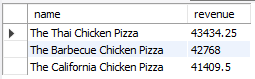 name revenue
The Thai Chicken Pizza 43434.25
The Barbecue Chicken Pizza 42768
The California Chicken Pizza 41409.5